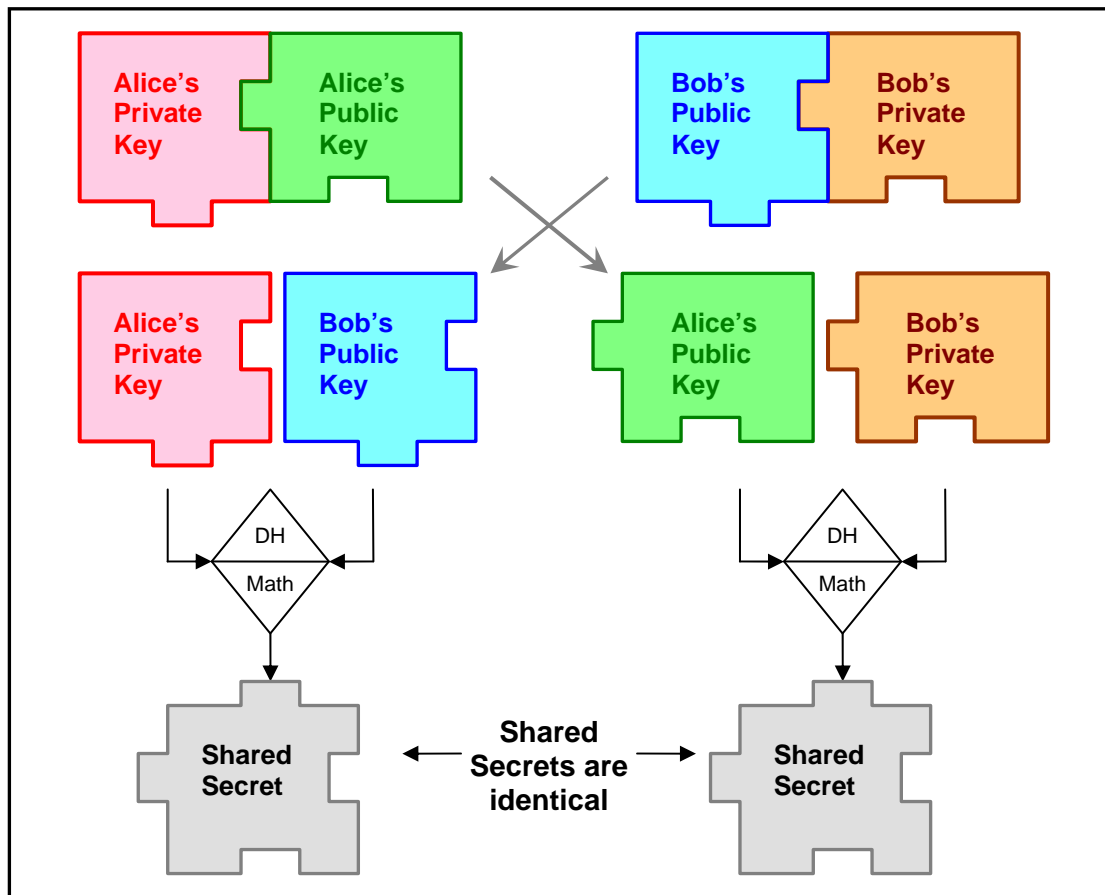 Alice’s
Private
Key
Alice’s
Public
Key
Bob’s
Public
Key
Bob’s
Private
Key
Alice’s
Private
Key
Bob’s
Public
Key
Alice’s
Public
Key
Bob’s
Private
Key
DH
Math
DH
Math
Shared
Secret
Shared
Secrets are
identical
Shared
Secret